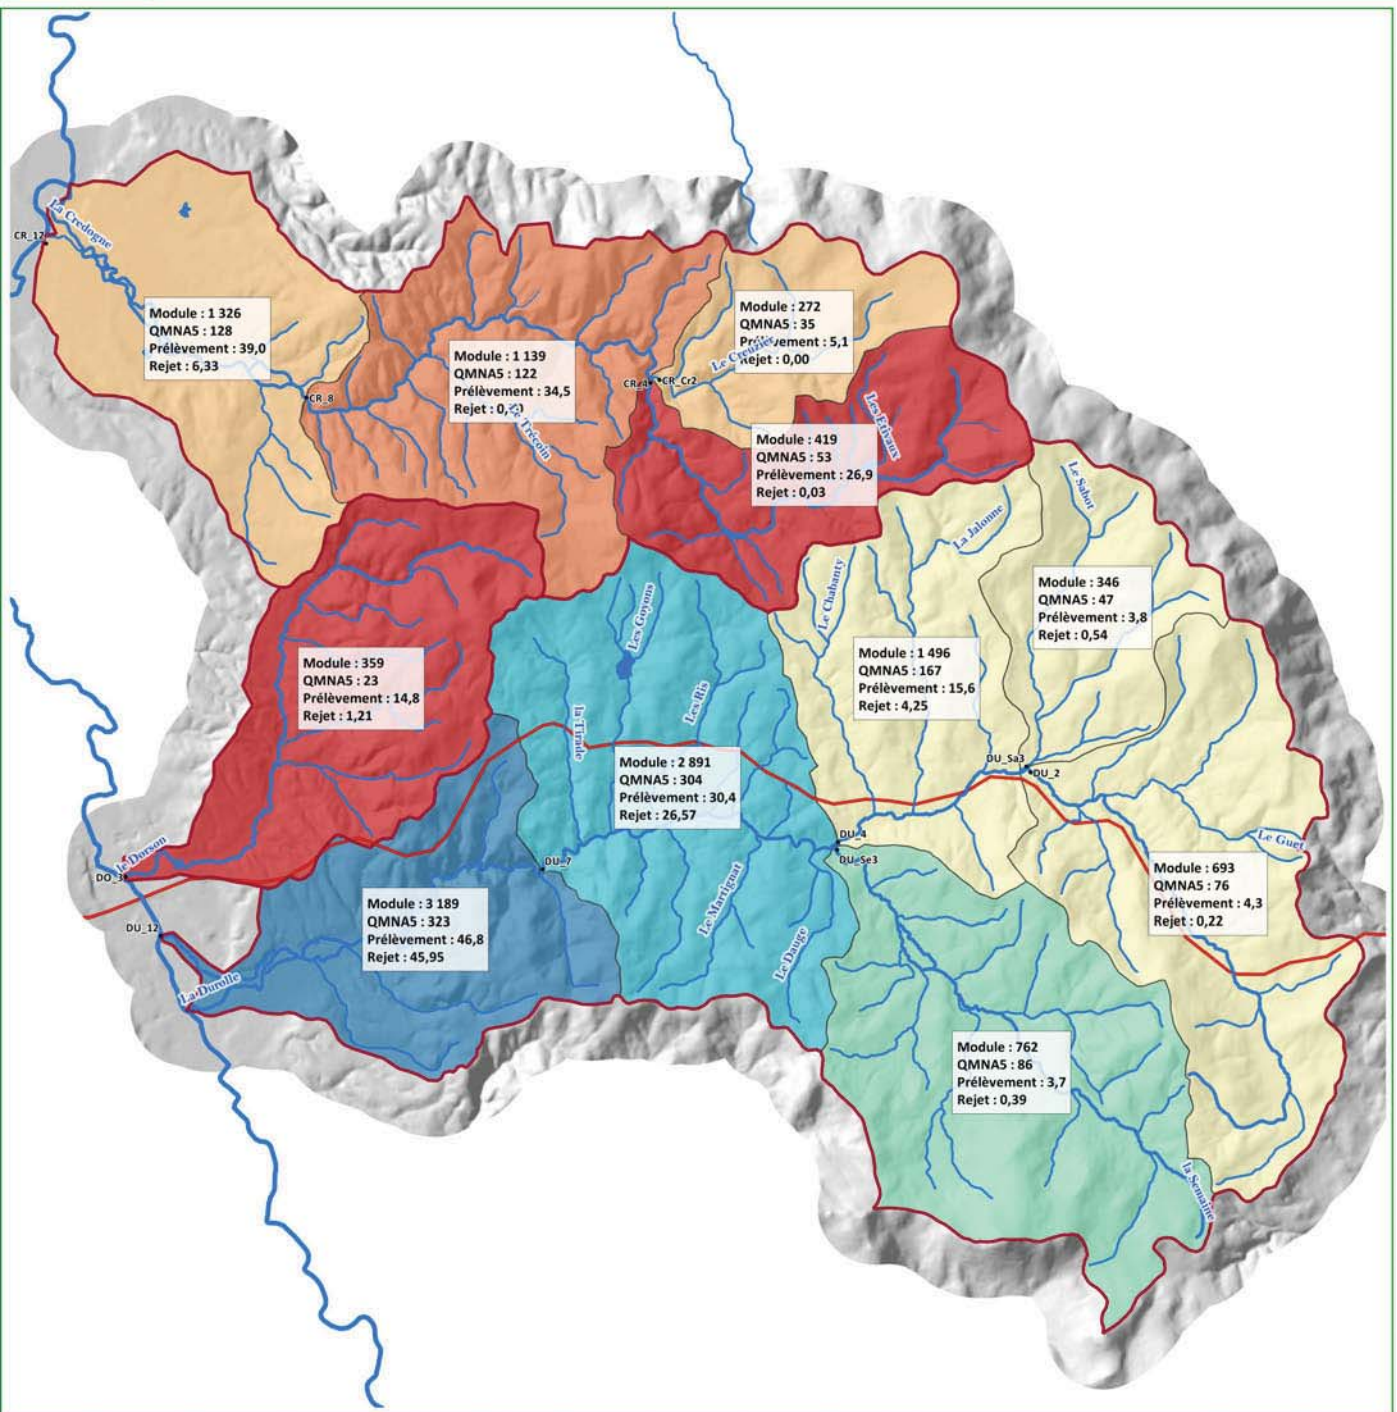 La Credogne
CR_12
Module : 1 326
QMNA5 : 128
Prélèvement : 39,0
Rejet : 6,33
CR_8
Module : 1 139
QMNA5 : 122
Prélèvement : 34,5
Rejet : 0,
Le Trécoin
CR_4
CR_Cr2
Module : 272
QMNA5 : 35
Prélèvement : 5,1
Rejet : 0,00
Le Creuzier
Les Etivaux
Module : 419
QMNA5 : 53
Prélèvement : 26,9
Rejet : 0,03
Le Sabot
La Jalonne
Le Chabanty
Les Goyons
Module : 346
QMNA5 : 47
Prélèvement : 3,8
Rejet : 0,54
Module : 359
QMNA5 : 23
Prélèvement : 14,8
Rejet : 1,21
Module : 1 496
QMNA5 : 167
Prélèvement : 15,6
Rejet : 4,25
Les Ris
la Tirade
Module : 2 891
QMNA5 : 304
Prélèvement : 30,4
Rejet : 26,57
DU_Sa3
DU_2
DU_4
DU_Se3
Le Guet
le Dorson
DO_3
DU_7
Module : 693
QMNA5 : 76
Prélèvement : 4,3
Rejet : 0,22
Module : 3 189
QMNA5 : 323
Prélèvement : 46,8
Rejet : 45,95
Le Martignat
Le Dauge
DU_12
La Durolle
Module : 762
QMNA5 : 86
Prélèvement : 3,7
Rejet : 0,39
la Semaine